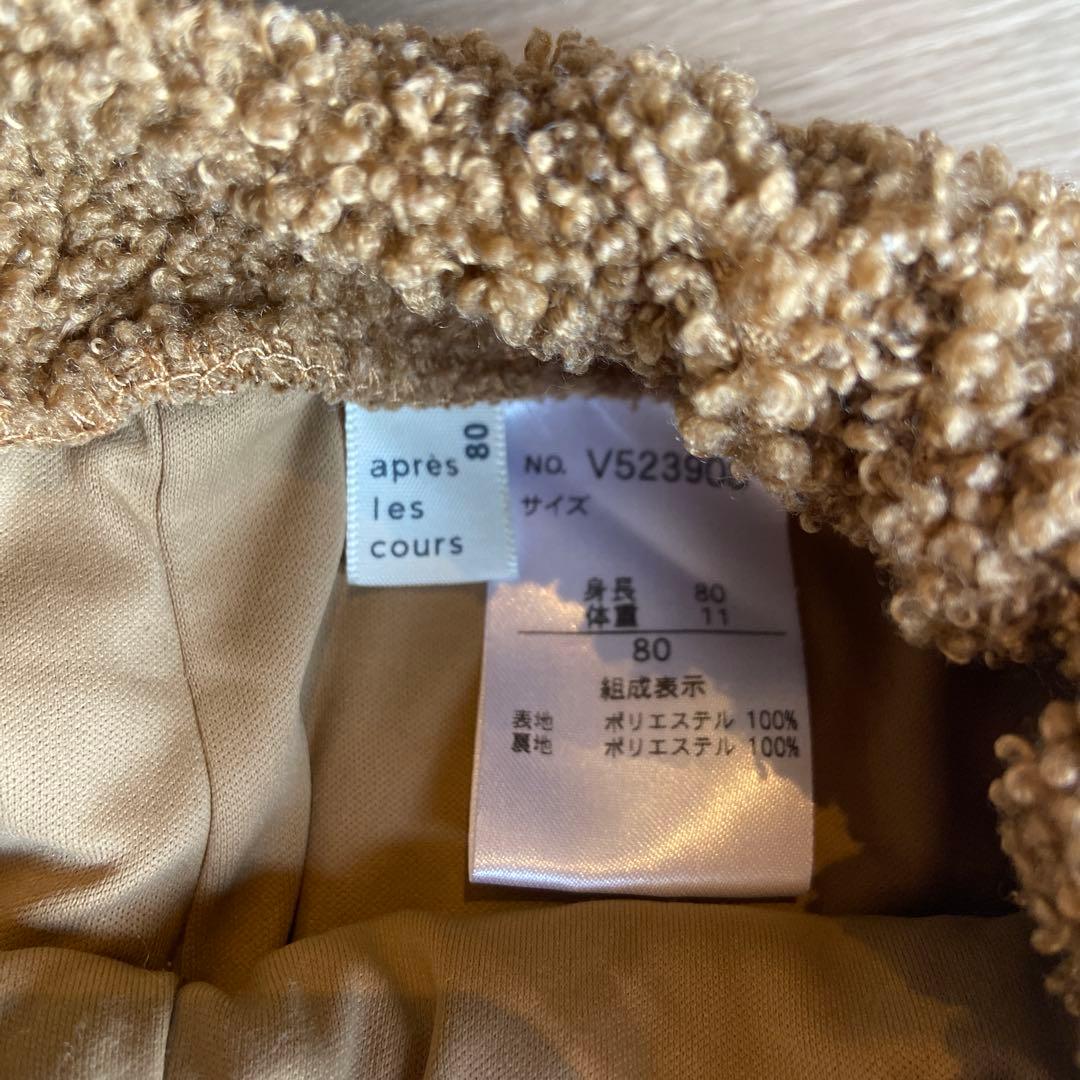 80
après
les
cours
NO. V52390
サイズ
身長 80
体重 11
80
組成表示
表地 ポリエステル 100%
裏地 ポリエステル 100%